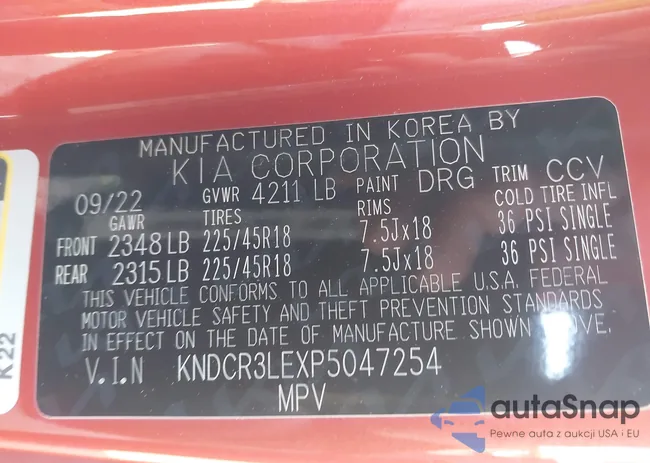 MANUFACTURED IN KOREA BY
KIA CORPORATION
09/22 GVWR 4211 LB PAINT DRG TRIM CCV
GAWR TIRES RIMS COLD TIRE INFL
FRONT 2348 LB 225/45R18 7.5Jx18 36 PSI SINGLE
REAR 2315 LB 225/45R18 7.5Jx18 36 PSI SINGLE
THIS VEHICLE CONFORMS TO ALL APPLICABLE U.S.A. FEDERAL
MOTOR VEHICLE SAFETY AND THEFT PREVENTION STANDARDS
IN EFFECT ON THE DATE OF MANUFACTURE SHOWN ABOVE.
V.I.N KNDCR3LEXP5047254
MPV
K22
autaSnap
Pewne auta z aukcji USA i EU